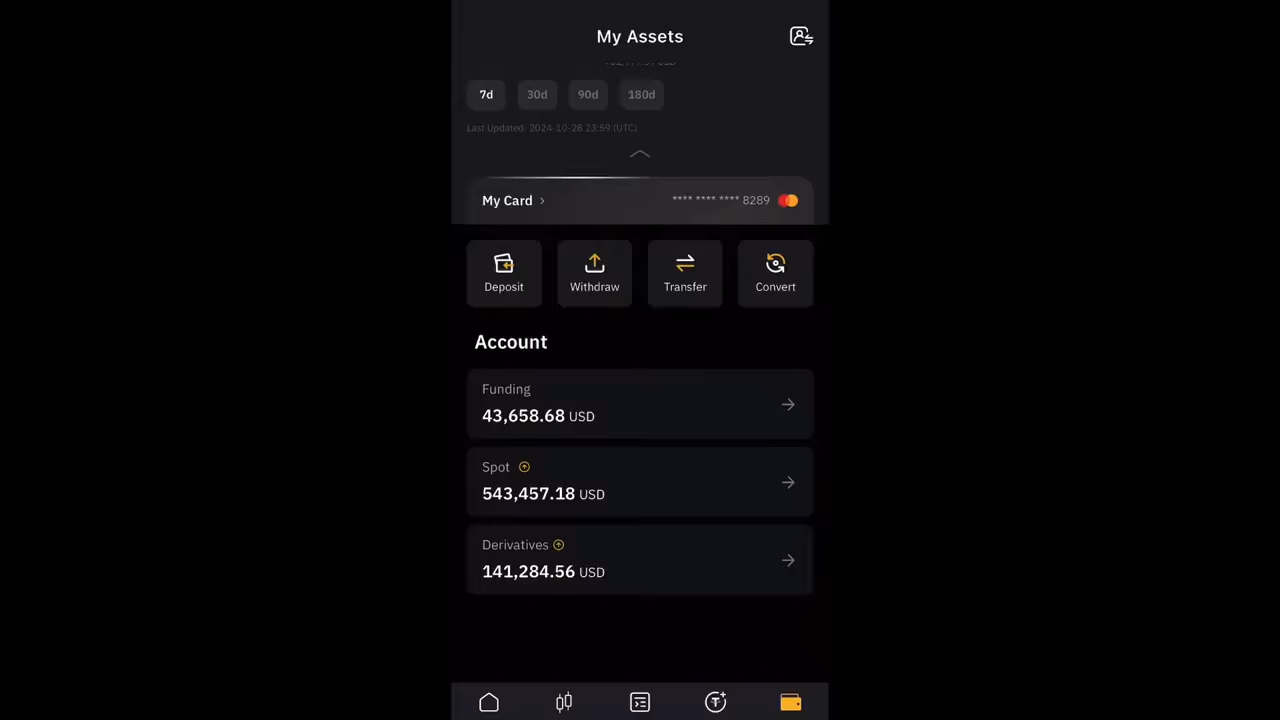 My Assets
7d 30d 90d 180d
Last Updated: 2024-10-28 23:59 (UTC)
My Card > **** **** **** 8289
Deposit Withdraw Transfer Convert
Account
Funding
43,658.68 USD
Spot
543,457.18 USD
Derivatives
141,284.56 USD